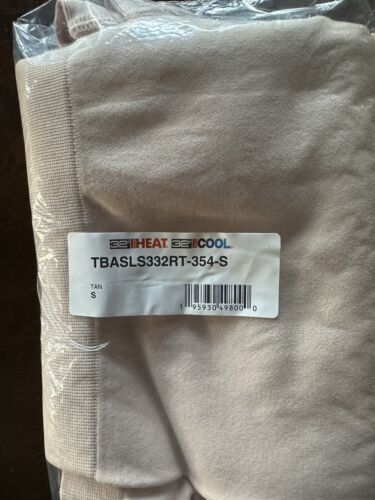 32° HEAT 32° COOL
TBASLS332RT-354-S
TAN
S
1 95930 49800 0